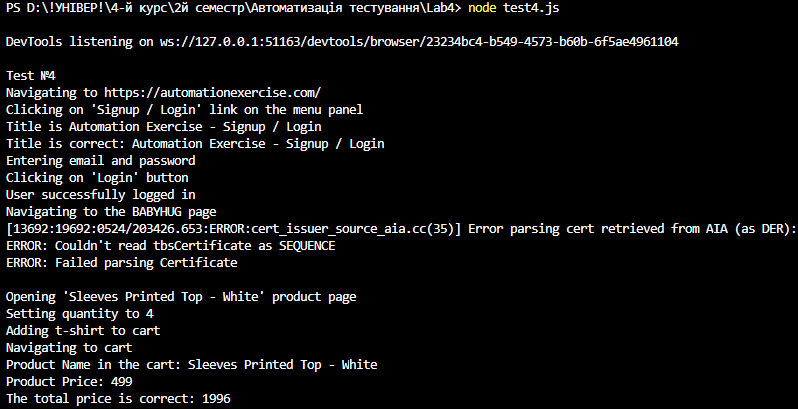 PS D:\!УНІВЕР!\4-й курс\2й семестр\Автоматизація тестування\Lab4> node test4.js
DevTools listening on ws://127.0.0.1:51163/devtools/browser/23234bc4-b549-4573-b60b-6f5ae4961104
Test №4
Navigating to https://automationexercise.com/
Clicking on 'Signup / Login' link on the menu panel
Title is Automation Exercise - Signup / Login
Title is correct: Automation Exercise - Signup / Login
Entering email and password
Clicking on 'Login' button
User successfully logged in
Navigating to the BABYHUG page
[13692:19692:0524/203426.653:ERROR:cert_issuer_source_aia.cc(35)] Error parsing cert retrieved from AIA (as DER):
ERROR: Couldn't read tbsCertificate as SEQUENCE
ERROR: Failed parsing Certificate
Opening 'Sleeves Printed Top - White' product page
Setting quantity to 4
Adding t-shirt to cart
Navigating to cart
Product Name in the cart: Sleeves Printed Top - White
Product Price: 499
The total price is correct: 1996